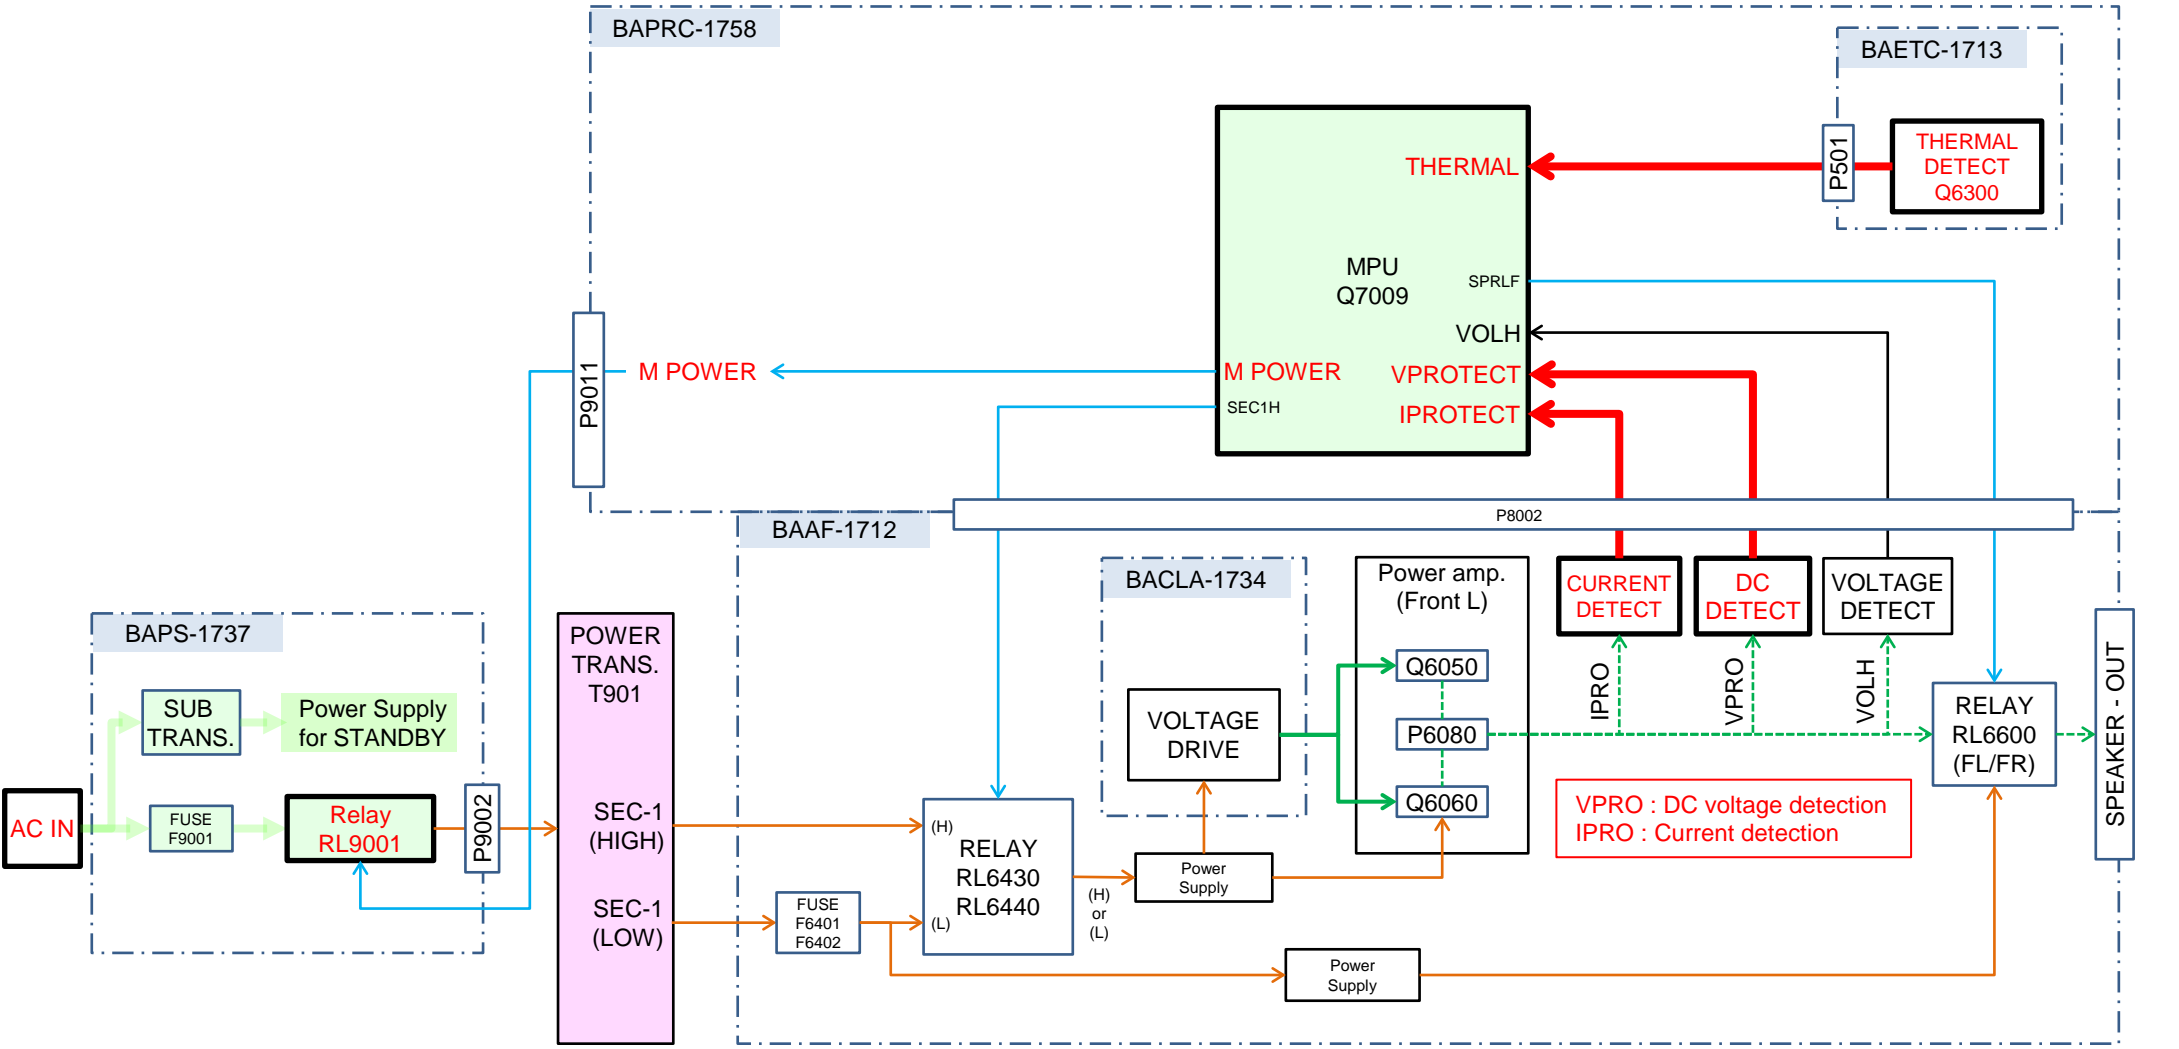 BAPRC-1758
BAETC-1713
THERMAL
DETECT
Q6300
P501
THERMAL
MPU
Q7009
SPRLF
VOLH
M POWER
VPROTECT
SEC1H
IPROTECT
M POWER
P9011
P8002
BAAF-1712
BACLA-1734
Power amp.
(Front L)
CURRENT
DETECT
DC
DETECT
VOLTAGE
DETECT
BAPS-1737
POWER
TRANS.
T901
SUB
TRANS.
Power Supply
for STANDBY
VOLTAGE
DRIVE
Q6050
P6080
Q6060
IPRO
VPRO
VOLH
RELAY
RL6600
(FL/FR)
SPEAKER - OUT
AC IN
FUSE
F9001
Relay
RL9001
P9002
SEC-1
(HIGH)
SEC-1
(LOW)
(H)
RELAY
RL6430
RL6440
(L)
FUSE
F6401
F6402
(H)
or
(L)
Power
Supply
VPRO : DC voltage detection
IPRO : Current detection
Power
Supply